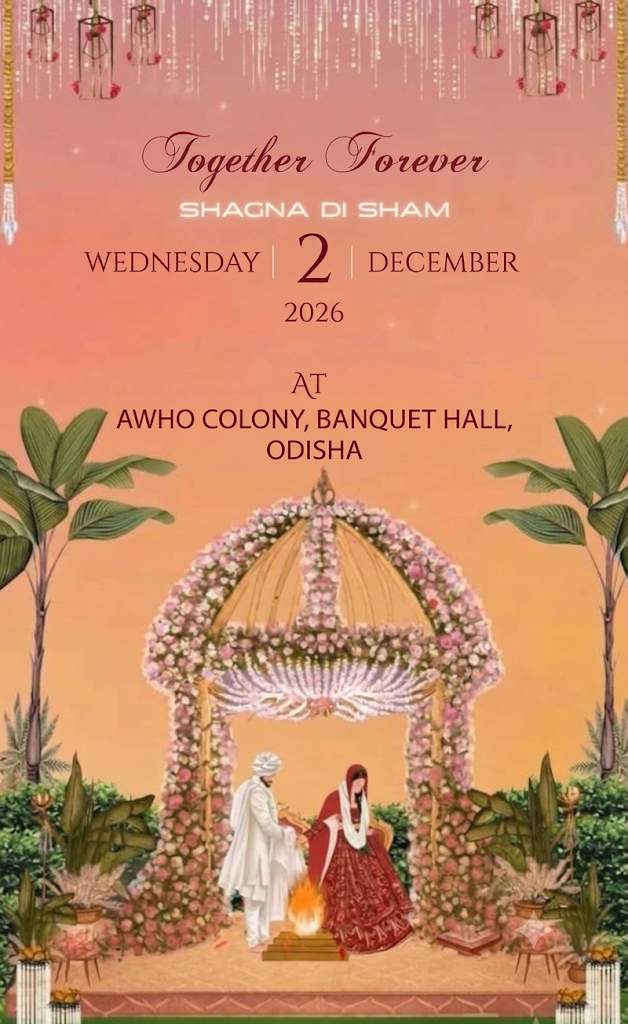 Together Forever
SHAGNA DI SHAM
WEDNESDAY | 2 | DECEMBER
2026
AT
AWHO COLONY, BANQUET HALL,
ODISHA